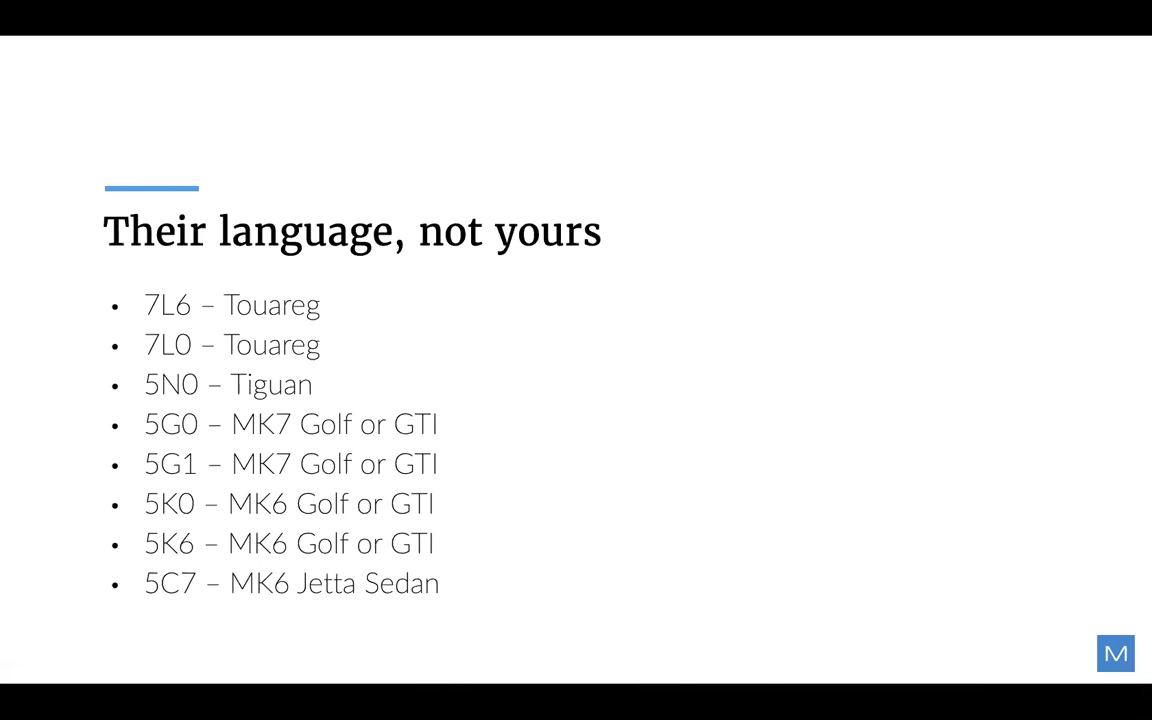 Their language, not yours
• 7L6 – Touareg
• 7L0 – Touareg
• 5N0 – Tiguan
• 5G0 – MK7 Golf or GTI
• 5G1 – MK7 Golf or GTI
• 5K0 – MK6 Golf or GTI
• 5K6 – MK6 Golf or GTI
• 5C7 – MK6 Jetta Sedan
M